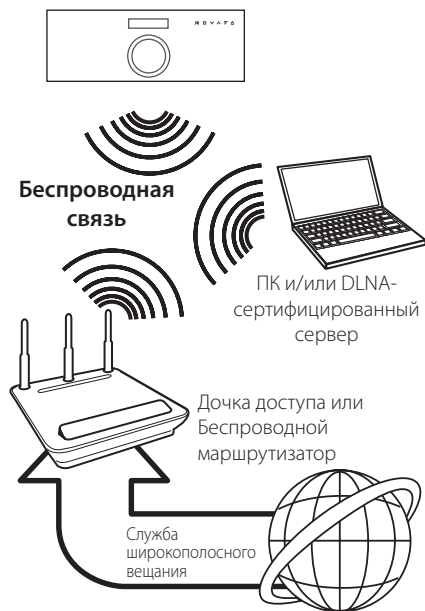 Беспроводная
связь
ПК и/или DLNA-
сертифицированный
сервер
Дочка доступа или
Беспроводной
маршрутизатор
Служба
широкополосного
вещания